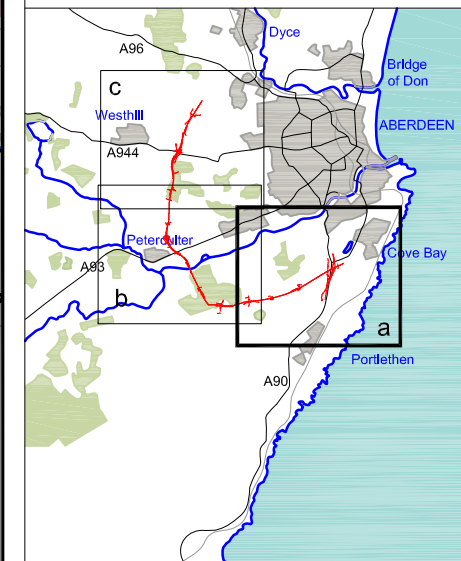 Dyce
A96
Bridge
of Don
c
Westhill
ABERDEEN
A944
Peterculter
Cove Bay
A93
b
a
Portlethen
A90